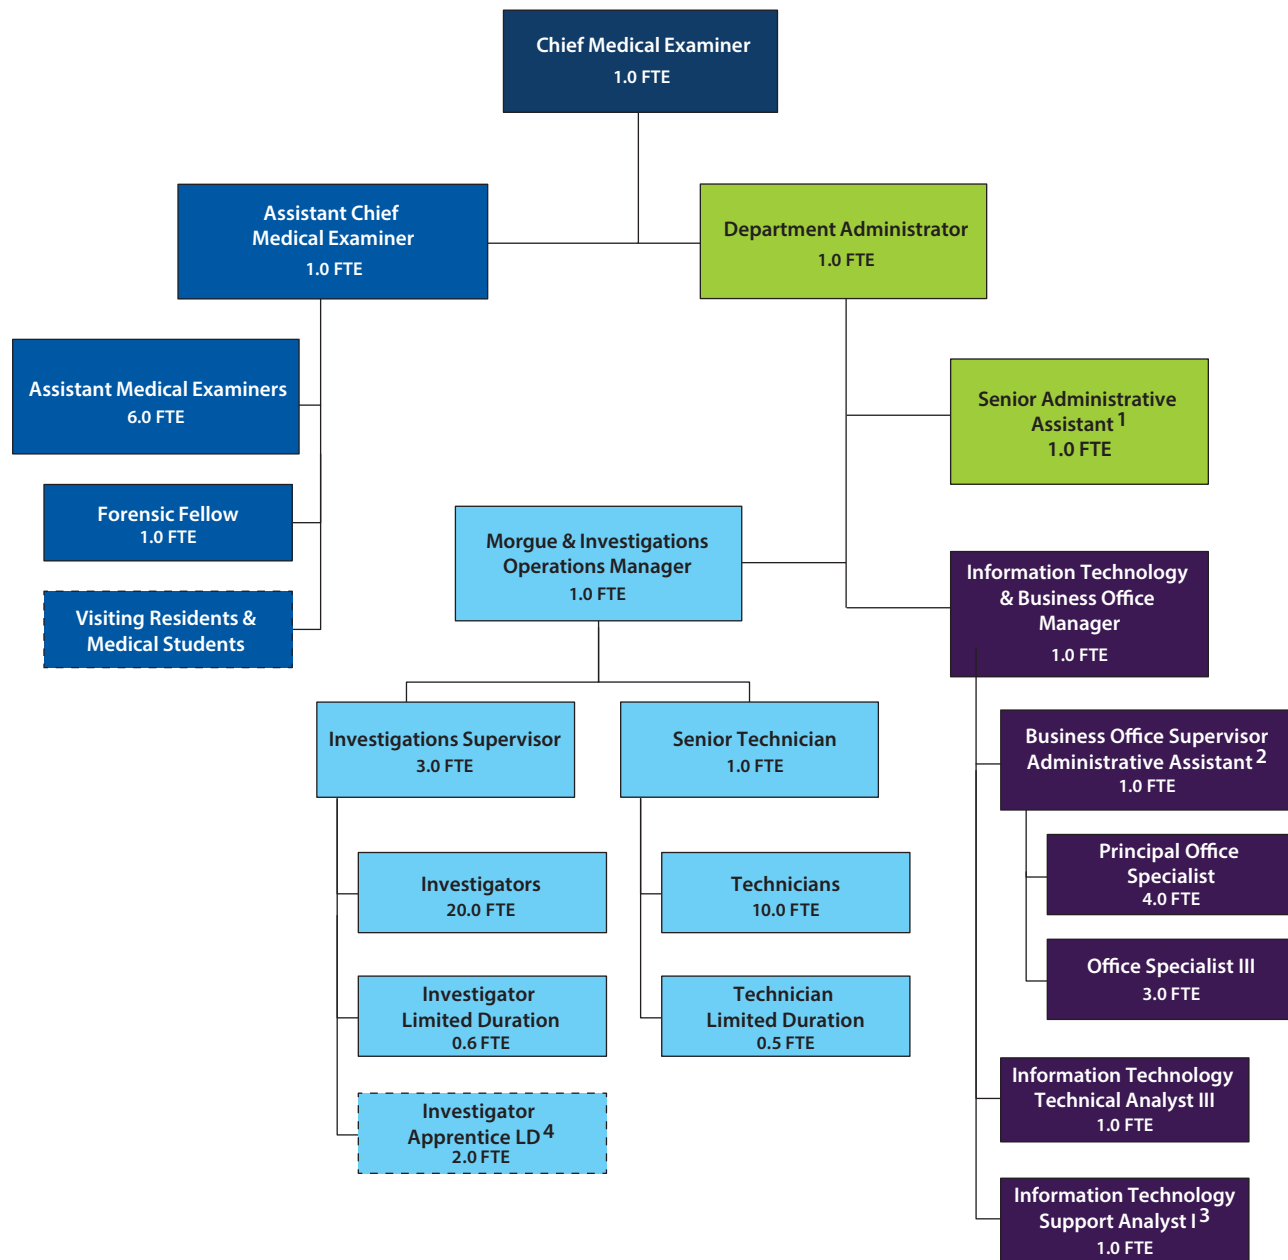 Chief Medical Examiner
1.0 FTE
Assistant Chief
Medical Examiner
1.0 FTE
Department Administrator
1.0 FTE
Assistant Medical Examiners
6.0 FTE
Senior Administrative
Assistant 1
1.0 FTE
Forensic Fellow
1.0 FTE
Visiting Residents &
Medical Students
Morgue & Investigations
Operations Manager
1.0 FTE
Information Technology
& Business Office
Manager
1.0 FTE
Investigations Supervisor
3.0 FTE
Senior Technician
1.0 FTE
Business Office Supervisor
Administrative Assistant 2
1.0 FTE
Investigators
20.0 FTE
Technicians
10.0 FTE
Principal Office
Specialist
4.0 FTE
Investigator
Limited Duration
0.6 FTE
Technician
Limited Duration
0.5 FTE
Office Specialist III
3.0 FTE
Investigator
Apprentice LD 4
2.0 FTE
Information Technology
Technical Analyst III
1.0 FTE
Information Technology
Support Analyst I 3
1.0 FTE